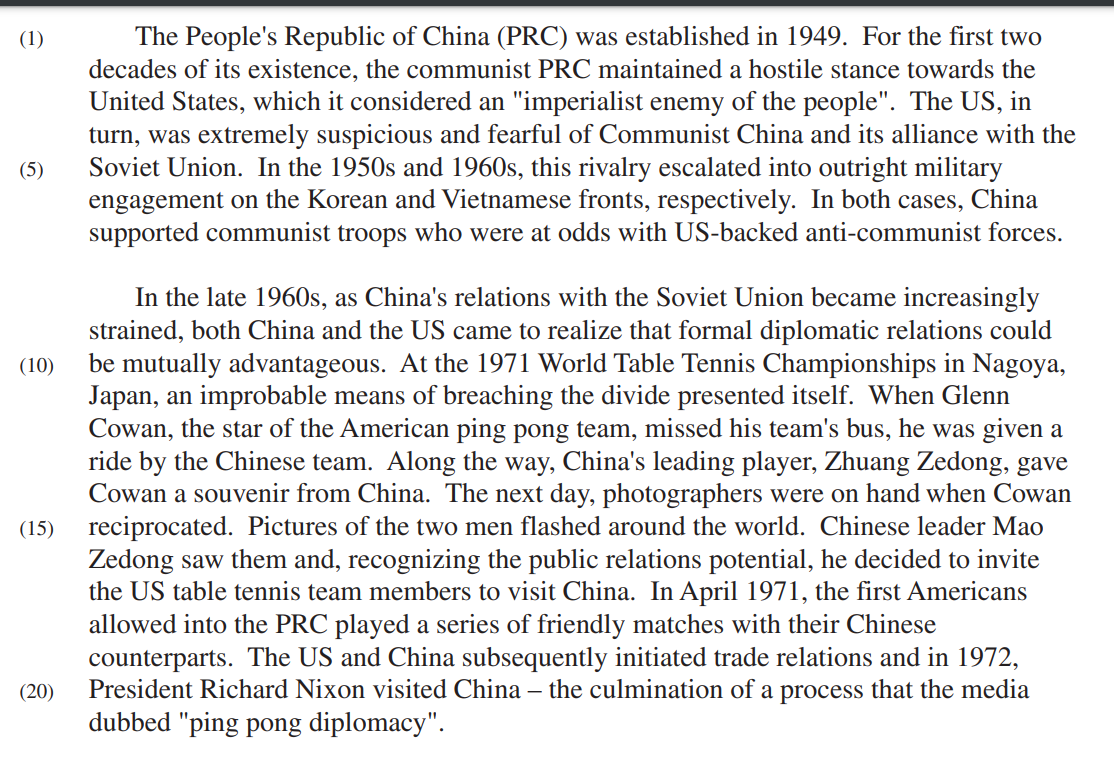 (1) The People's Republic of China (PRC) was established in 1949. For the first two
decades of its existence, the communist PRC maintained a hostile stance towards the
United States, which it considered an "imperialist enemy of the people". The US, in
turn, was extremely suspicious and fearful of Communist China and its alliance with the
(5) Soviet Union. In the 1950s and 1960s, this rivalry escalated into outright military
engagement on the Korean and Vietnamese fronts, respectively. In both cases, China
supported communist troops who were at odds with US-backed anti-communist forces.
In the late 1960s, as China's relations with the Soviet Union became increasingly
strained, both China and the US came to realize that formal diplomatic relations could
(10) be mutually advantageous. At the 1971 World Table Tennis Championships in Nagoya,
Japan, an improbable means of breaching the divide presented itself. When Glenn
Cowan, the star of the American ping pong team, missed his team's bus, he was given a
ride by the Chinese team. Along the way, China's leading player, Zhuang Zedong, gave
Cowan a souvenir from China. The next day, photographers were on hand when Cowan
(15) reciprocated. Pictures of the two men flashed around the world. Chinese leader Mao
Zedong saw them and, recognizing the public relations potential, he decided to invite
the US table tennis team members to visit China. In April 1971, the first Americans
allowed into the PRC played a series of friendly matches with their Chinese
counterparts. The US and China subsequently initiated trade relations and in 1972,
(20) President Richard Nixon visited China – the culmination of a process that the media
dubbed "ping pong diplomacy".